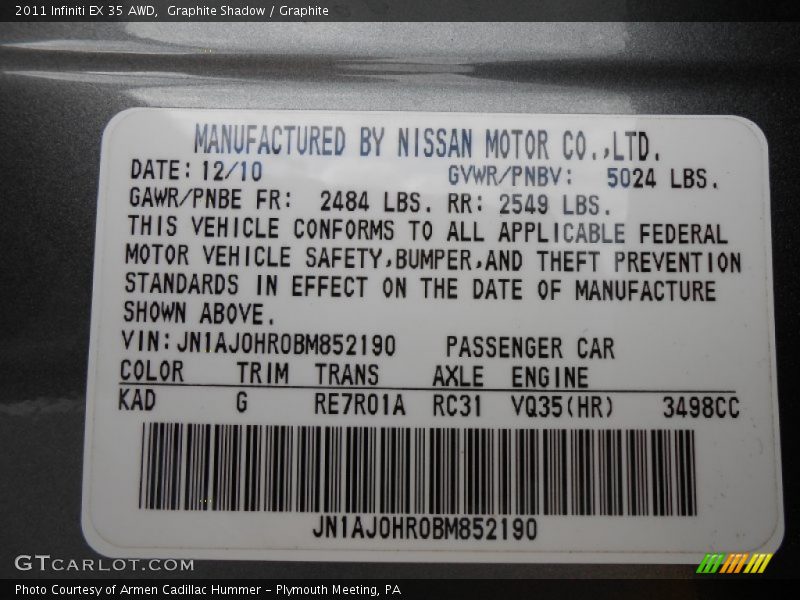 2011 Infiniti EX 35 AWD,  Graphite Shadow / Graphite
MANUFACTURED BY NISSAN MOTOR CO.,LTD.
DATE: 12/10 GVWR/PNBV: 5024 LBS.
GAWR/PNBE FR: 2484 LBS. RR: 2549 LBS.
THIS VEHICLE CONFORMS TO ALL APPLICABLE FEDERAL
MOTOR VEHICLE SAFETY,BUMPER,AND THEFT PREVENTION
STANDARDS IN EFFECT ON THE DATE OF MANUFACTURE
SHOWN ABOVE.
VIN: JN1AJ0HR0BM852190 PASSENGER CAR
COLOR TRIM TRANS AXLE ENGINE
KAD G RE7R01A RC31 VQ35(HR) 3498CC
JN1AJ0HR0BM852190
GTCARLOT.COM
Photo Courtesy of Armen Cadillac Hummer - Plymouth Meeting, PA